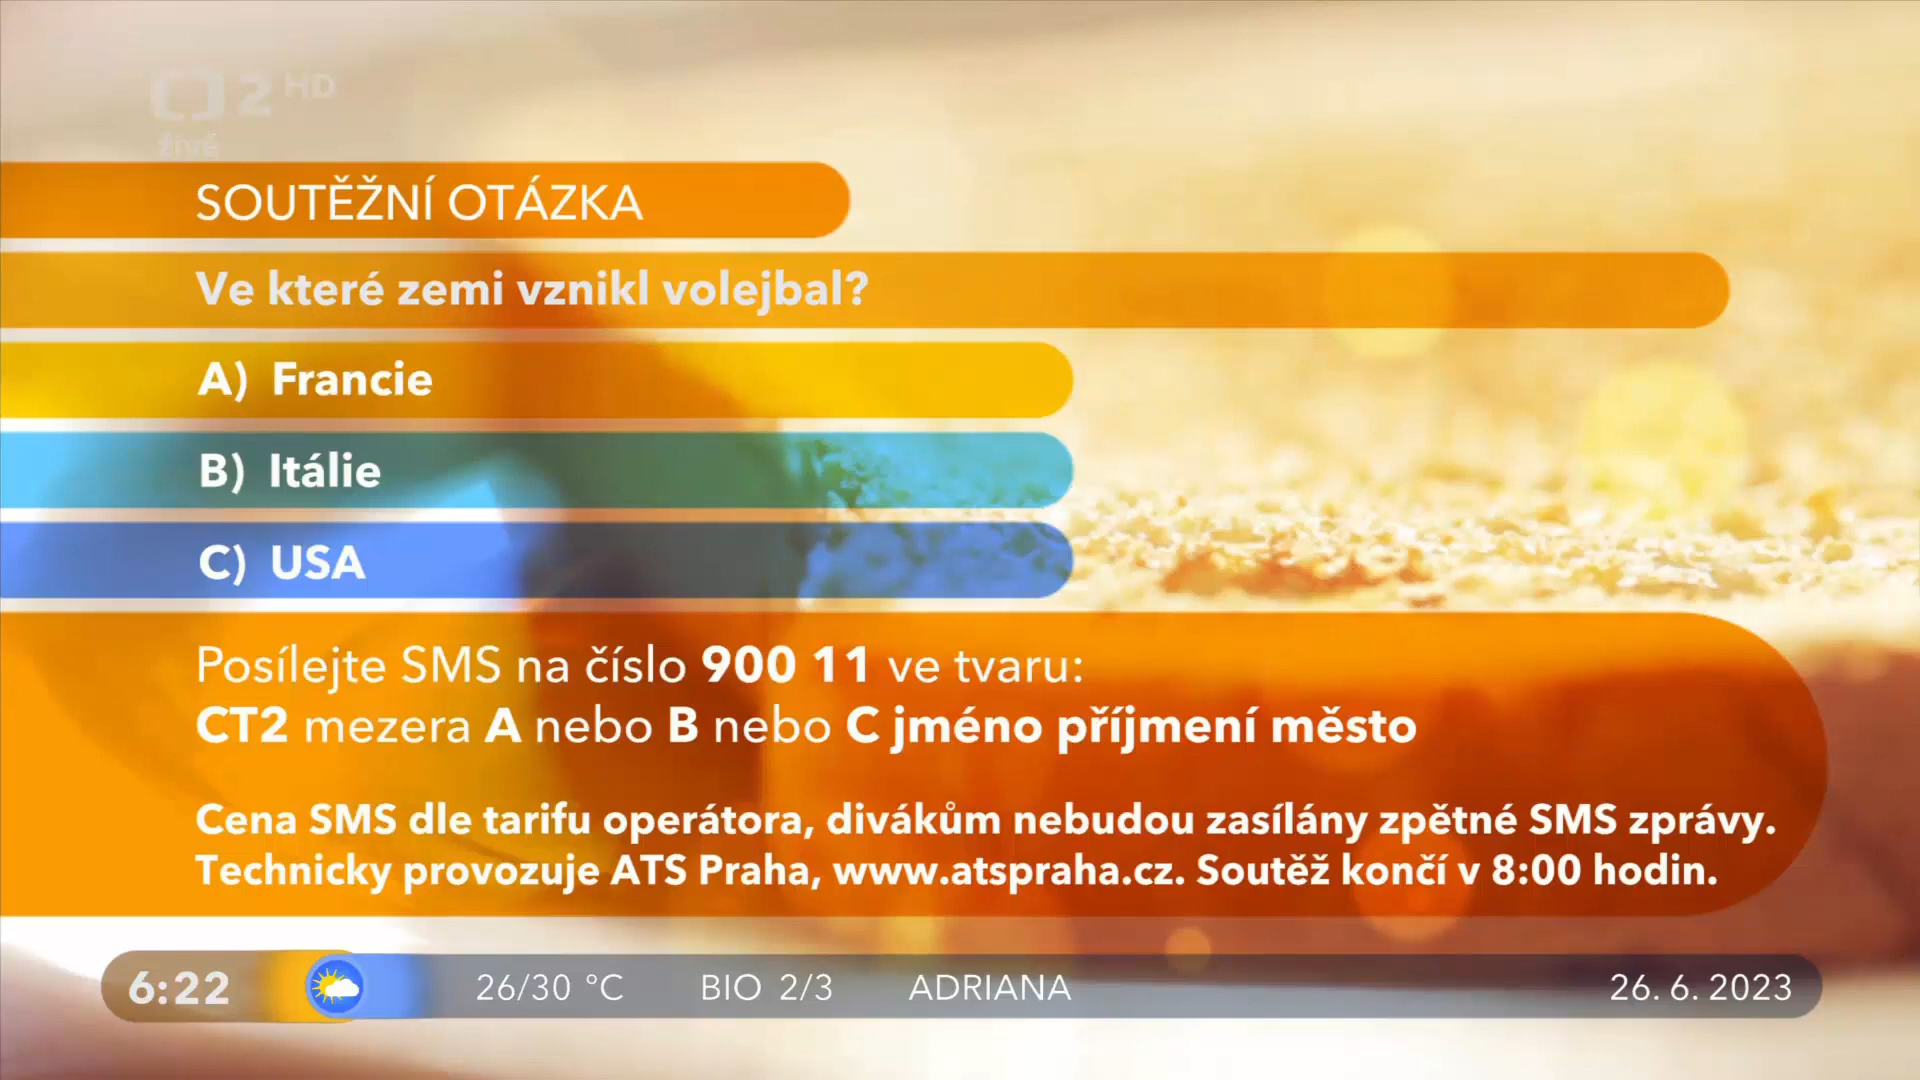 2 HD
živě
SOUTĚŽNÍ OTÁZKA
Ve které zemi vznikl volejbal?
A) Francie
B) Itálie
C) USA
Posílejte SMS na číslo 900 11 ve tvaru:
CT2 mezera A nebo B nebo C jméno příjmení město
Cena SMS dle tarifu operátora, divákům nebudou zasílány zpětné SMS zprávy.
Technicky provozuje ATS Praha, www.atspraha.cz. Soutěž končí v 8:00 hodin.
6:22 26/30 °C BIO 2/3 ADRIANA 26. 6. 2023